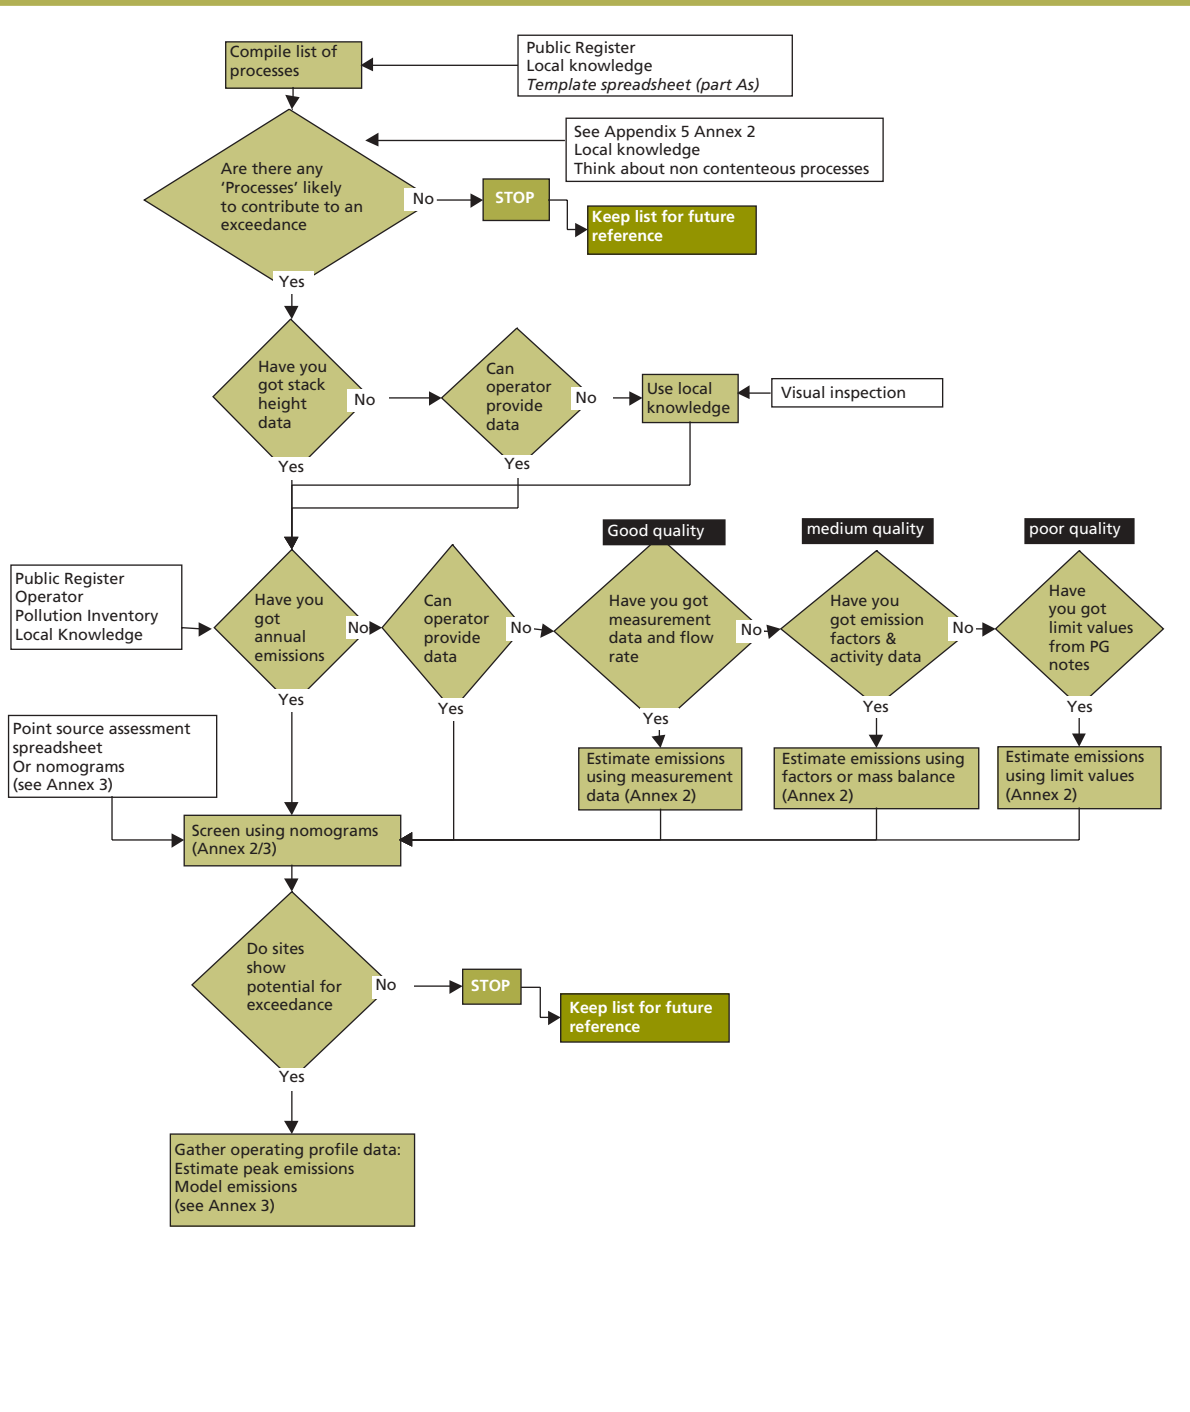 Compile list of
processes
Public Register
Local knowledge
Template spreadsheet (part As)
See Appendix 5 Annex 2
Local knowledge
Think about non contenteous processes
Are there any
‘Processes’ likely
to contribute to an
exceedance
No
STOP
Keep list for future
reference
Yes
Have you
got stack
height
data
No
Can
operator
provide
data
No
Use local
knowledge
Visual inspection
Yes
Yes
Good quality
medium quality
poor quality
Public Register
Operator
Pollution Inventory
Local Knowledge
Have you
got
annual
emissions
No
Can
operator
provide
data
No
Have you got
measurement
data and flow
rate
No
Have you
got emission
factors &
activity data
No
Have
you got
limit values
from PG
notes
Yes
Yes
Yes
Yes
Yes
Point source assessment
spreadsheet
Or nomograms
(see Annex 3)
Estimate emissions
using measurement
data (Annex 2)
Estimate emissions using
factors or mass balance
(Annex 2)
Estimate emissions
using limit values
(Annex 2)
Screen using nomograms
(Annex 2/3)
Do sites
show
potential for
exceedance
No
STOP
Keep list for future
reference
Yes
Gather operating profile data:
Estimate peak emissions
Model emissions
(see Annex 3)